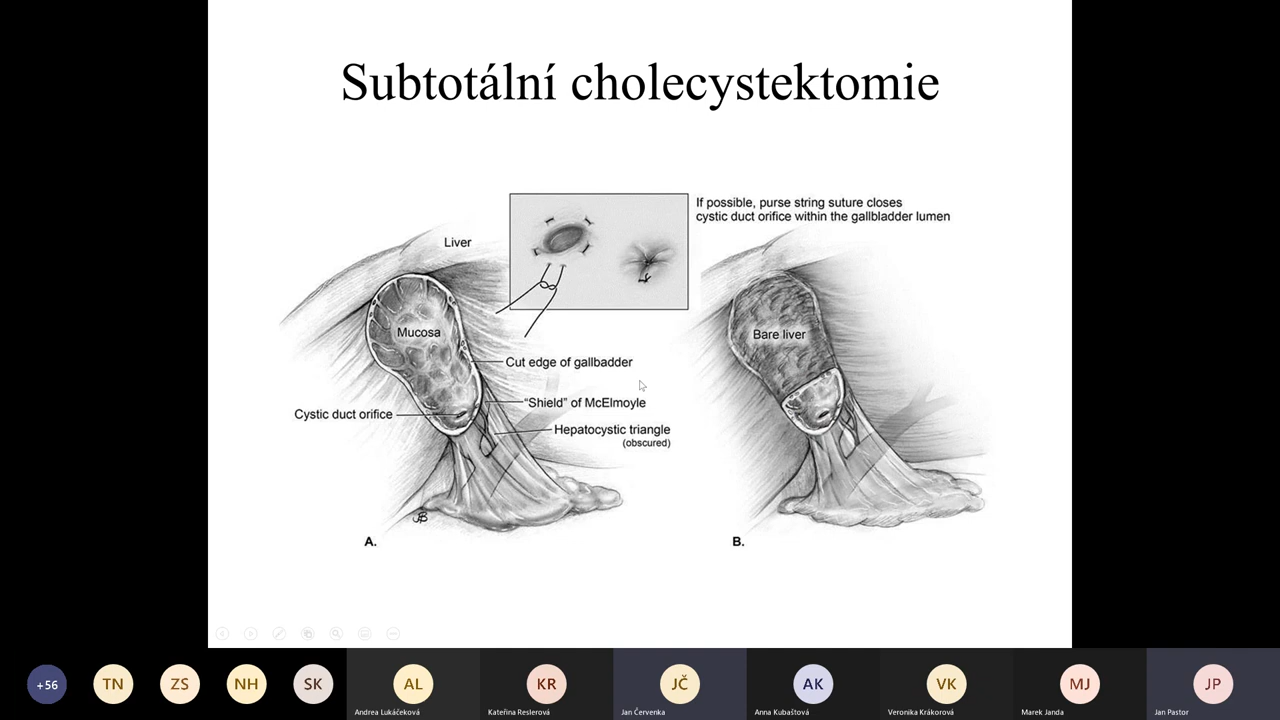 Subtotální cholecystektomie
If possible, purse string suture closes
cystic duct orifice within the gallbladder lumen
Liver
Mucosa
Bare liver
Cut edge of gallbladder
“Shield” of McElmoyle
Cystic duct orifice
Hepatocystic triangle
(obscured)
A.
B.
+56
TN
ZS
NH
SK
AL
KR
JČ
AK
VK
MJ
JP
Andrea Lukáčeková
Kateřina Reslerová
Jan Červenka
Anna Kubaštová
Veronika Krákorová
Marek Janda
Jan Pastor